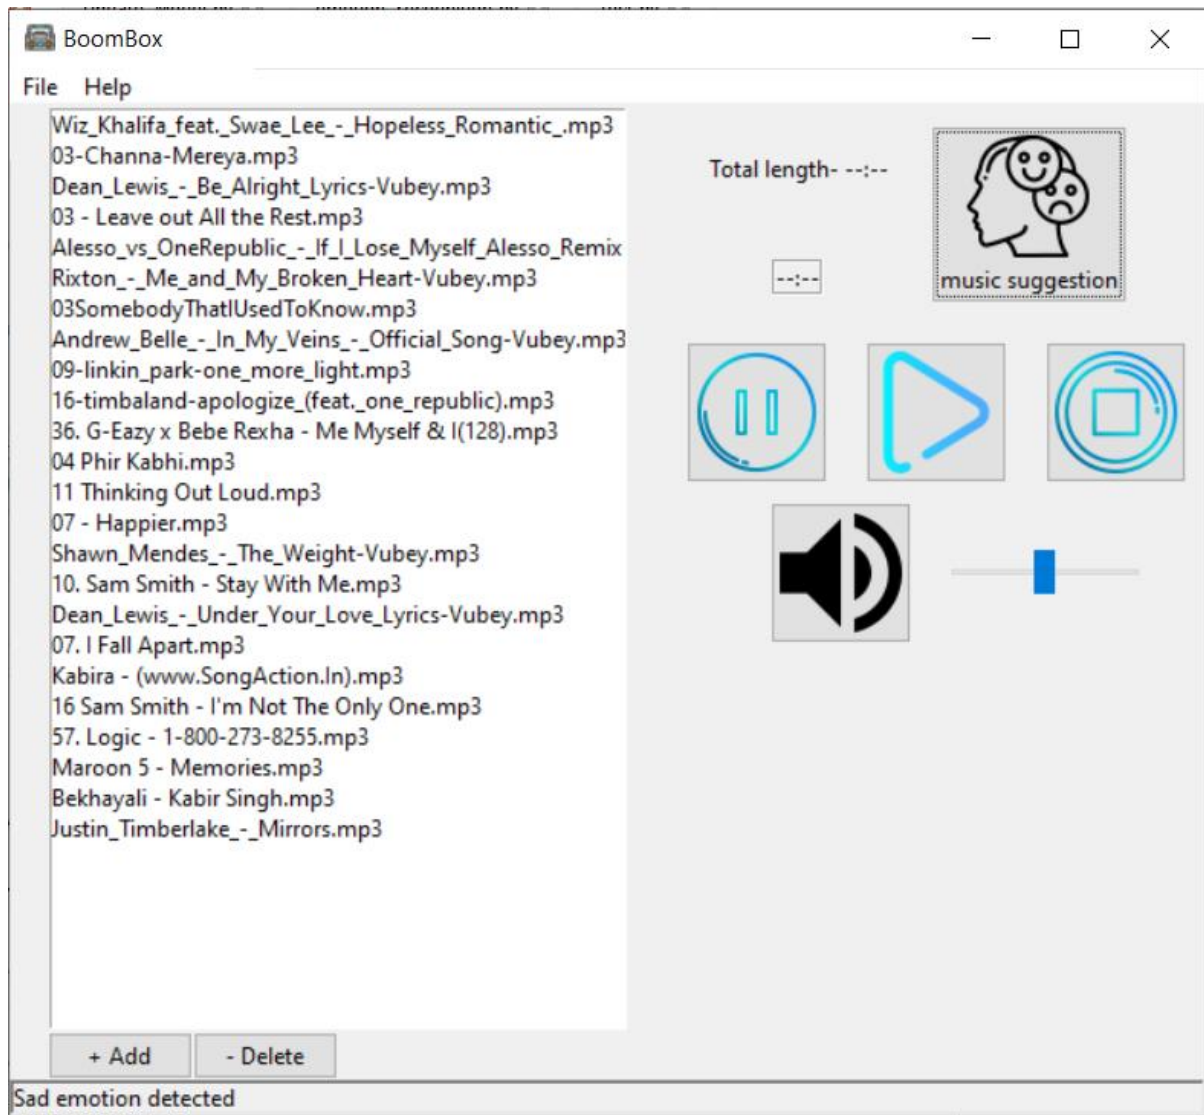 BoomBox
File Help
Wiz_Khalifa_feat._Swae_Lee_-_Hopeless_Romantic_.mp3
03-Channa-Mereya.mp3
Dean_Lewis_-_Be_Alright_Lyrics-Vubey.mp3
03 - Leave out All the Rest.mp3
Alesso_vs_OneRepublic_-_If_I_Lose_Myself_Alesso_Remix
Rixton_-_Me_and_My_Broken_Heart-Vubey.mp3
03SomebodyThatIUsedToKnow.mp3
Andrew_Belle_-_In_My_Veins_-_Official_Song-Vubey.mp3
09-linkin_park-one_more_light.mp3
16-timbaland-apologize_(feat._one_republic).mp3
36. G-Eazy x Bebe Rexha - Me Myself & I(128).mp3
04 Phir Kabhi.mp3
11 Thinking Out Loud.mp3
07 - Happier.mp3
Shawn_Mendes_-_The_Weight-Vubey.mp3
10. Sam Smith - Stay With Me.mp3
Dean_Lewis_-_Under_Your_Love_Lyrics-Vubey.mp3
07. I Fall Apart.mp3
Kabira - (www.SongAction.In).mp3
16 Sam Smith - I'm Not The Only One.mp3
57. Logic - 1-800-273-8255.mp3
Maroon 5 - Memories.mp3
Bekhayali - Kabir Singh.mp3
Justin_Timberlake_-_Mirrors.mp3
+ Add
- Delete
Total length- --:--
--:--
music suggestion
Sad emotion detected